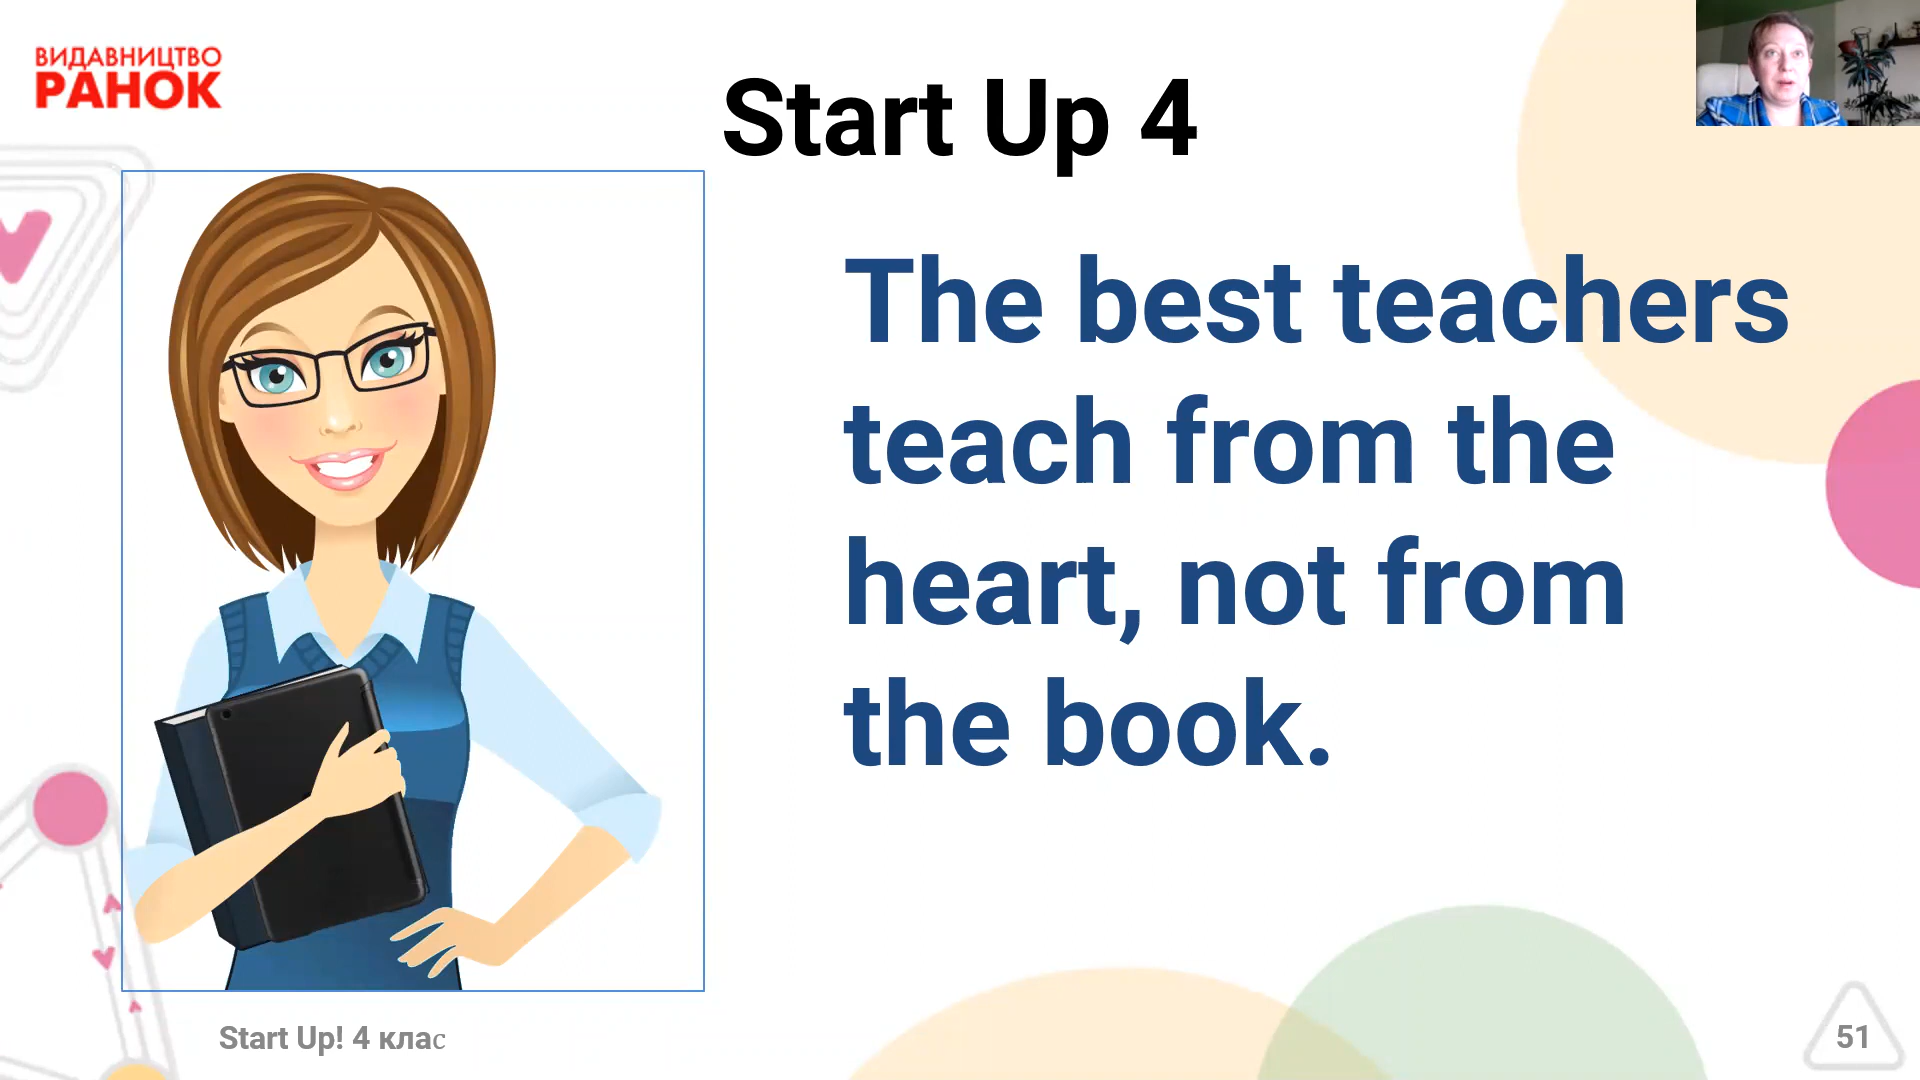 ВИДАВНИЦТВО
РАНОК
Start Up 4
The best teachers
teach from the
heart, not from
the book.
Start Up! 4 клас
51